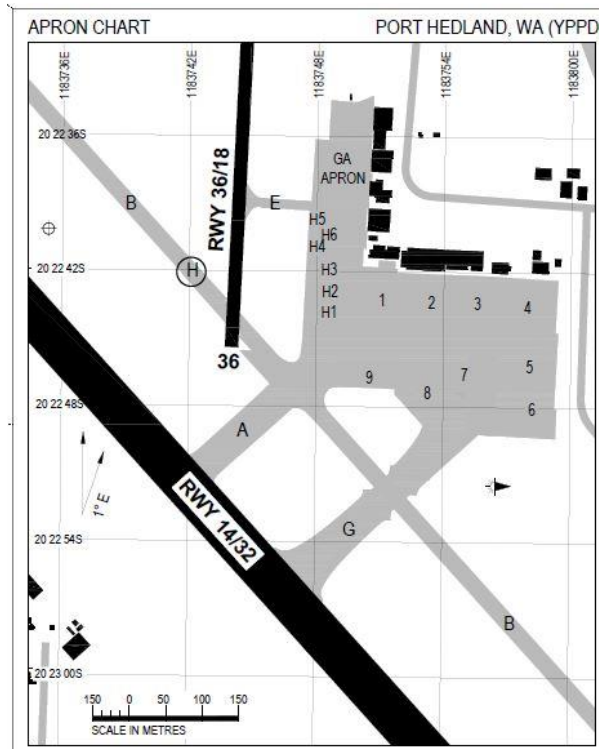 APRON CHART
PORT HEDLAND, WA (YPPD
1183736E
1183742E
1183748E
1183754E
1183800E
20 22 36S
GA
APRON
RWY 36/18
B
E
H5
H6
H4
20 22 42S
H
H3
H2
H1
1
2
3
4
36
5
9
7
8
6
20 22 48S
A
1° E
RWY 14/32
G
20 22 54S
B
20 23 00S
150 0 50 100 150
SCALE IN METRES